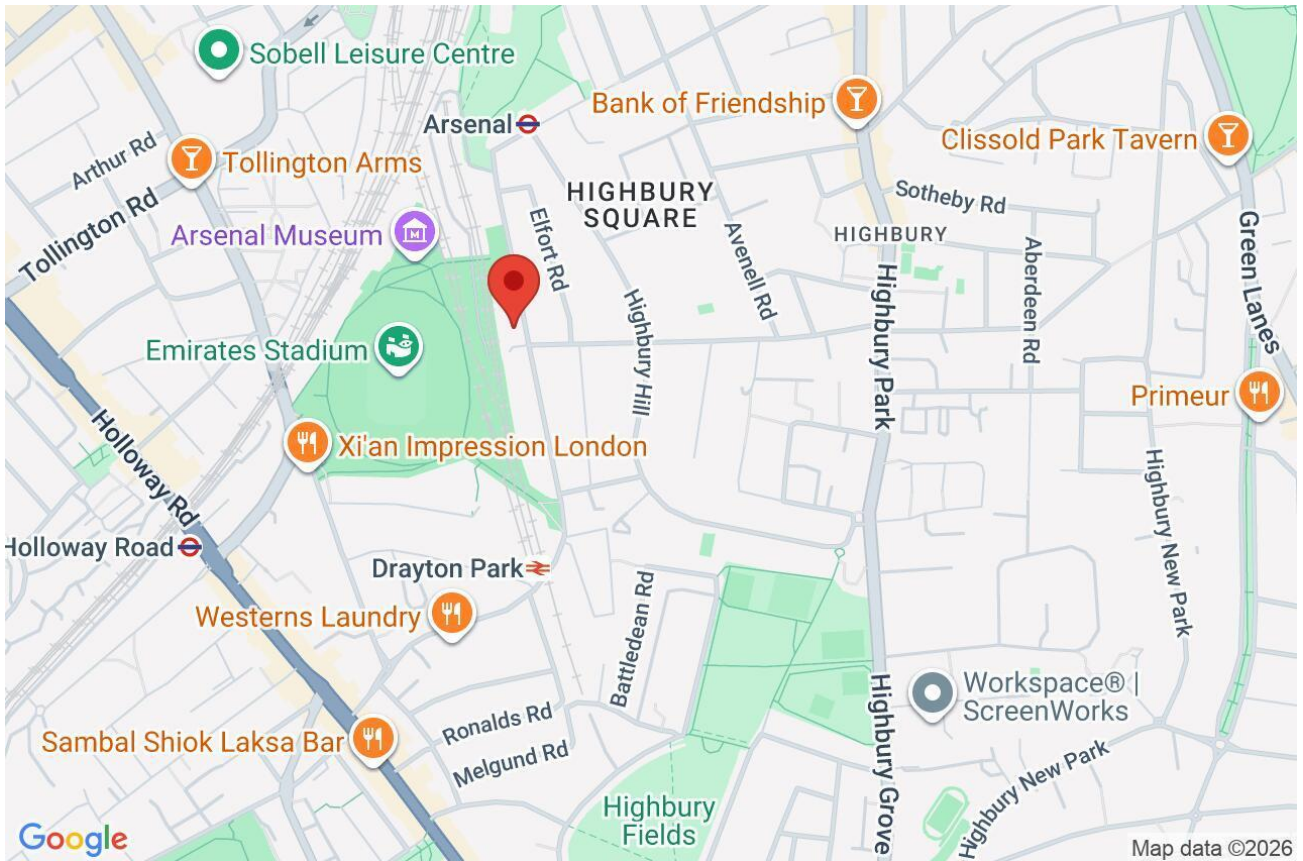 Sobell Leisure Centre
Bank of Friendship
Arsenal
Clissold Park Tavern
Arthur Rd
Tollington Arms
HIGHBURY
SQUARE
Sotheby Rd
Tollington Rd
Arsenal Museum
Elfort Rd
Avenell Rd
HIGHBURY
Aberdeen Rd
Green Lanes
Highbury Hill
Highbury Park
Emirates Stadium
Primeur
Xi'an Impression London
Holloway Rd
Highbury New Park
Holloway Road
Drayton Park
Westerns Laundry
Battledean Rd
Highbury Grove
Workspace® |
ScreenWorks
Ronalds Rd
Sambal Shiok Laksa Bar
Melgund Rd
Highbury New Park
Highbury
Fields
Google
Map data ©2026